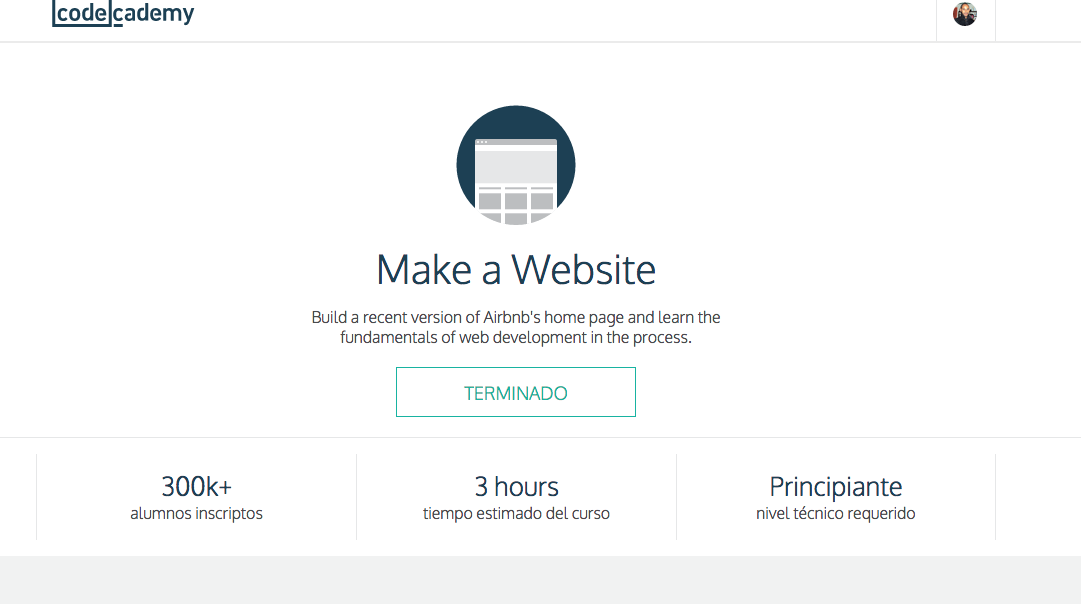 codecademy
Make a Website
Build a recent version of Airbnb's home page and learn the
fundamentals of web development in the process.
TERMINADO
300k+
alumnos inscriptos
3 hours
tiempo estimado del curso
Principiante
nivel técnico requerido